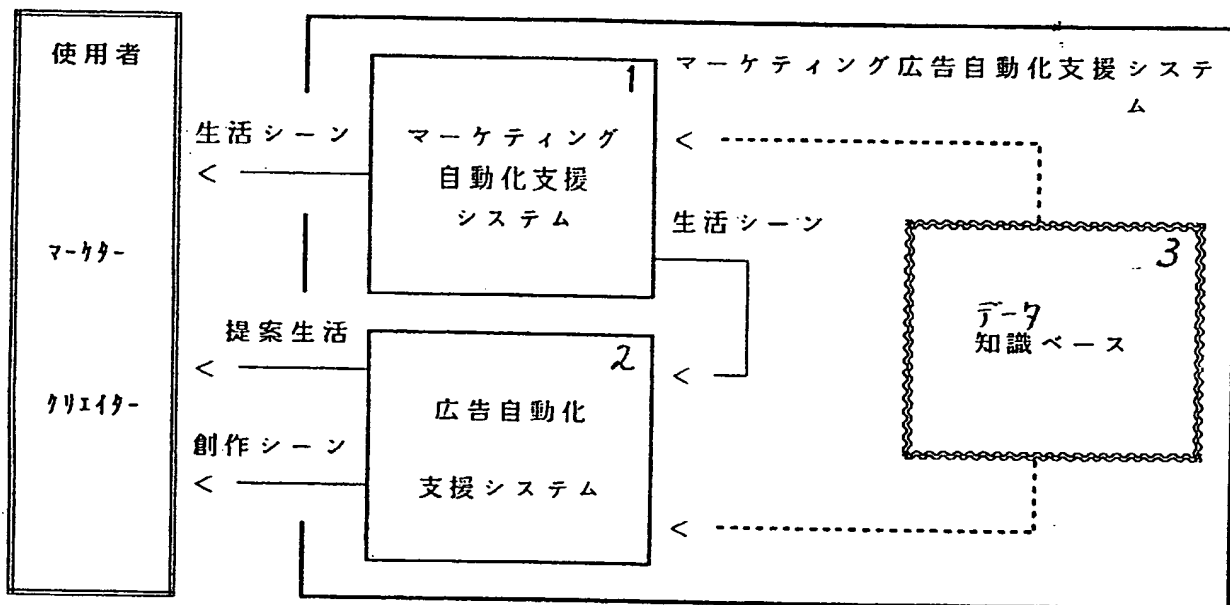 使用者
マーケター
クリエイター
生活シーン
提案生活
創作シーン
1
マーケティング
自動化支援
システム
2
広告自動化
支援システム
マーケティング広告自動化支援システ
ム
生活シーン
3
データ
知識ベース